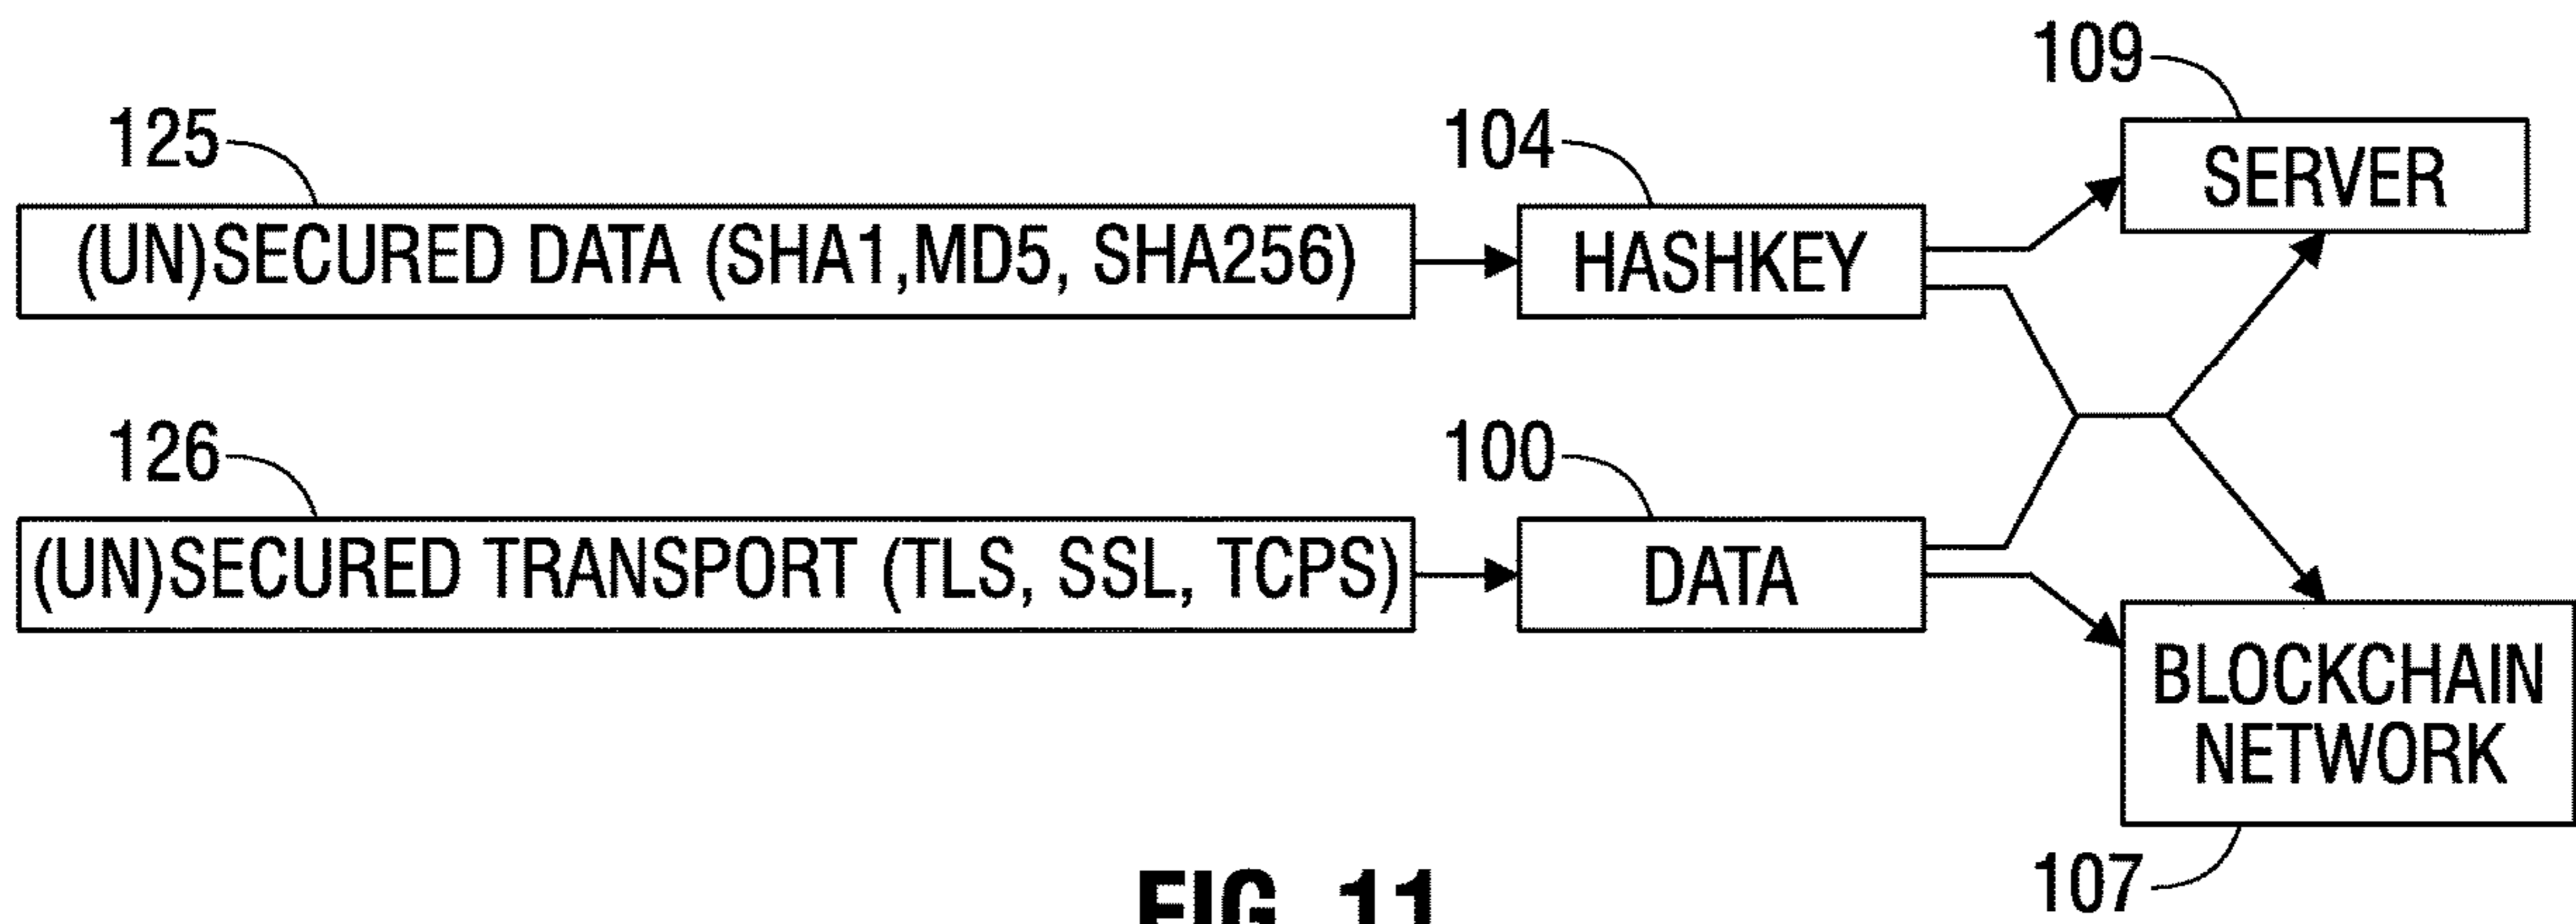 109
125
104
SERVER
(UN)SECURED DATA (SHA1,MD5, SHA256)
HASHKEY
126
100
(UN)SECURED TRANSPORT (TLS, SSL, TCPS)
DATA
BLOCKCHAIN
NETWORK
107
FIG. 11